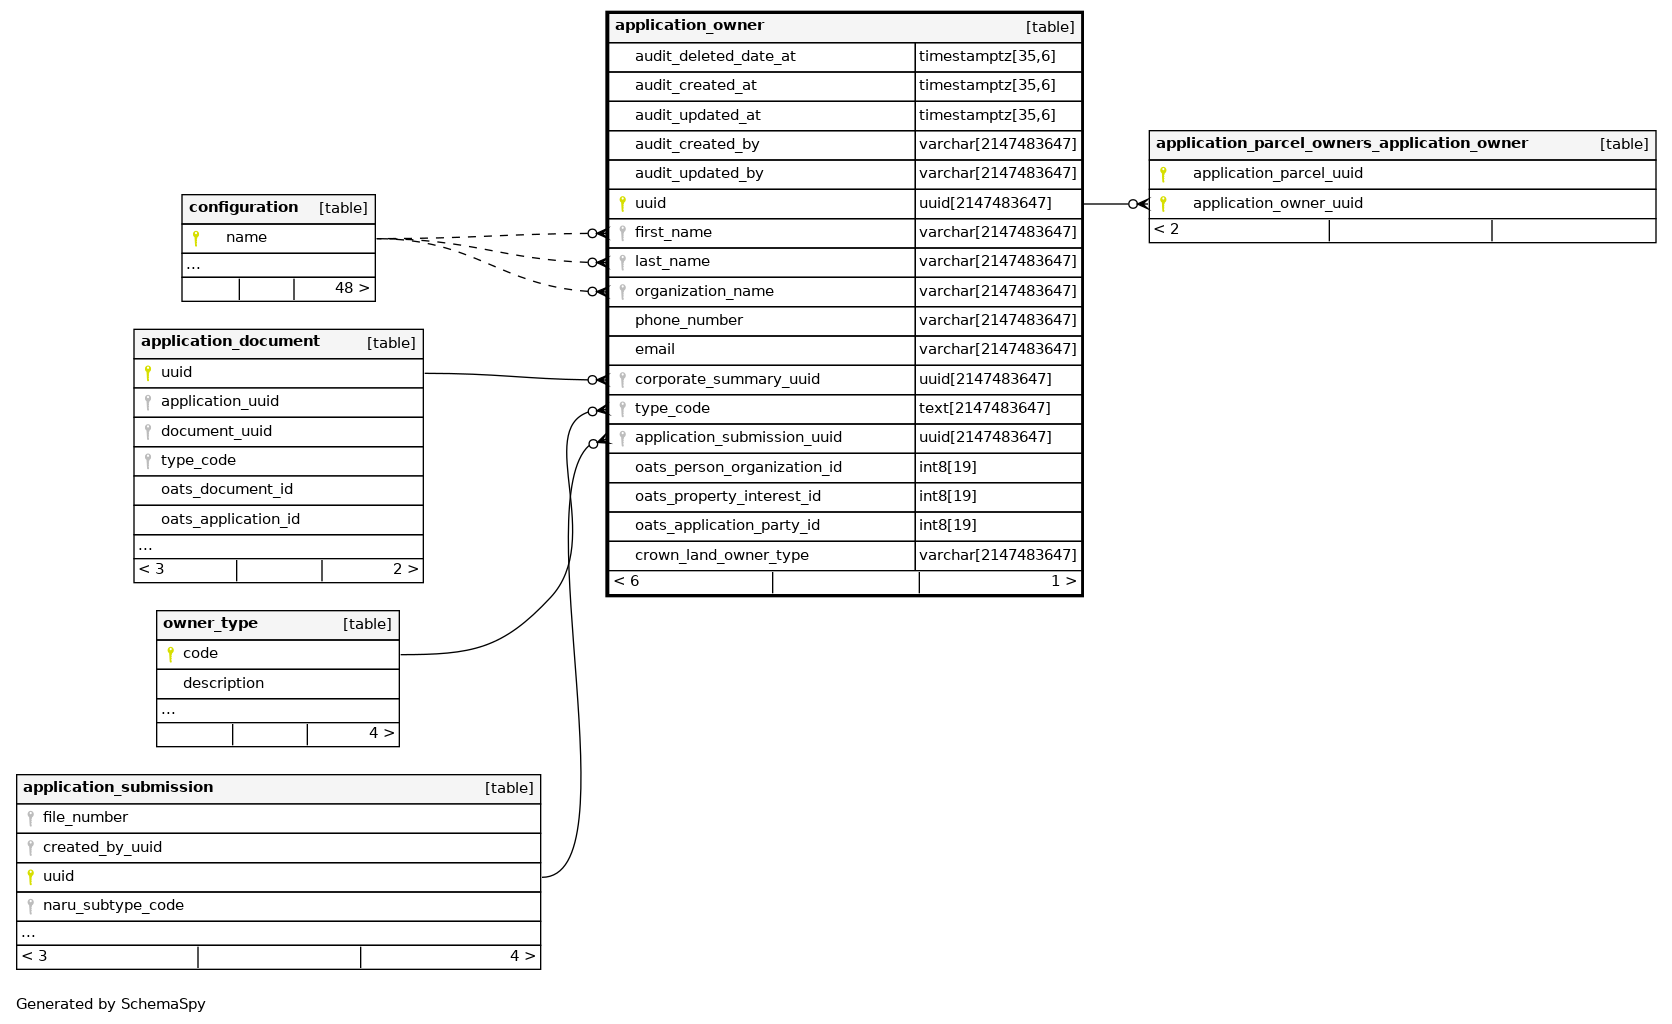 application_owner [table]
audit_deleted_date_at timestamptz[35,6]
audit_created_at timestamptz[35,6]
audit_updated_at timestamptz[35,6]
audit_created_by varchar[2147483647]
audit_updated_by varchar[2147483647]
uuid uuid[2147483647]
first_name varchar[2147483647]
last_name varchar[2147483647]
organization_name varchar[2147483647]
phone_number varchar[2147483647]
email varchar[2147483647]
corporate_summary_uuid uuid[2147483647]
type_code text[2147483647]
application_submission_uuid uuid[2147483647]
oats_person_organization_id int8[19]
oats_property_interest_id int8[19]
oats_application_party_id int8[19]
crown_land_owner_type varchar[2147483647]
< 6 1 >
application_parcel_owners_application_owner [table]
application_parcel_uuid
application_owner_uuid
< 2
configuration [table]
name
...
48 >
application_document [table]
uuid
application_uuid
document_uuid
type_code
oats_document_id
oats_application_id
...
< 3 2 >
owner_type [table]
code
description
...
4 >
application_submission [table]
file_number
created_by_uuid
uuid
naru_subtype_code
...
< 3 4 >
Generated by SchemaSpy